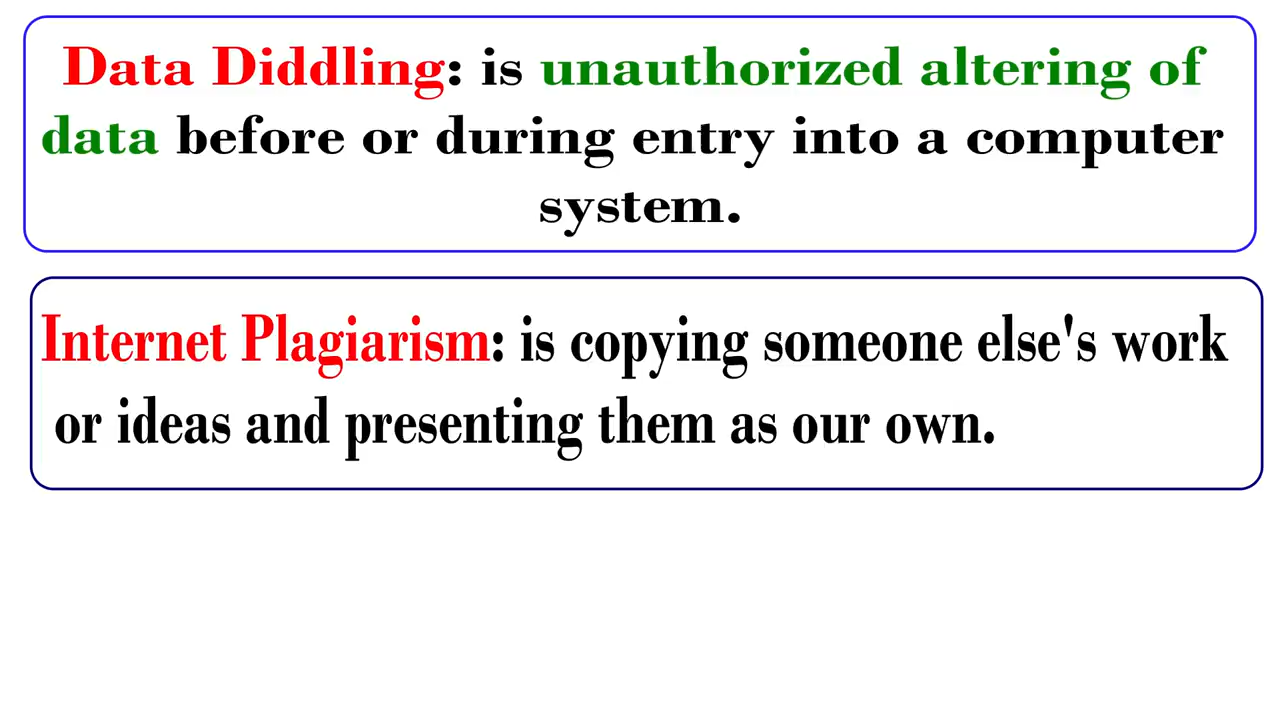 Data Diddling: is unauthorized altering of
data before or during entry into a computer
system.
Internet Plagiarism: is copying someone else's work
or ideas and presenting them as our own.